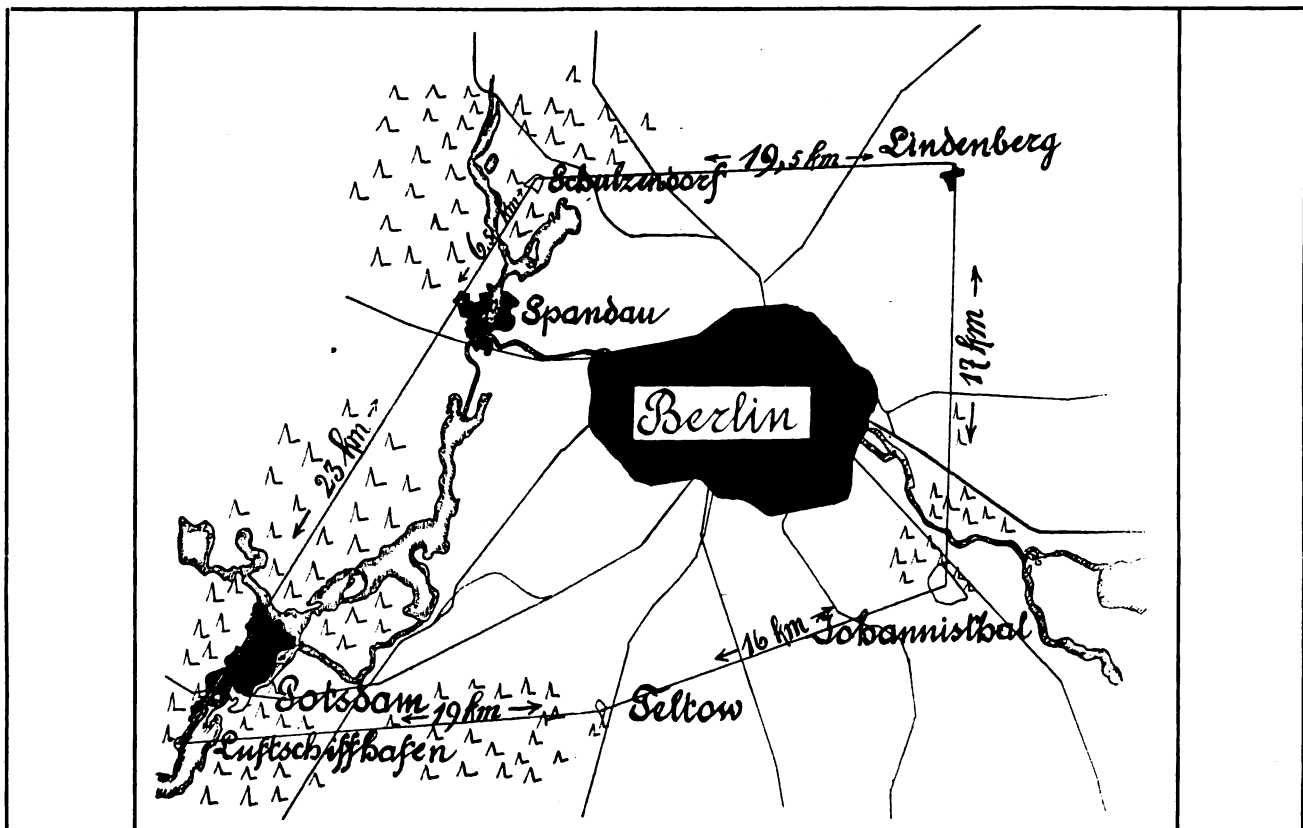 Lindenberg
19,5 km
Schulzendorf
6,5 km
Spandau
17 km
Berlin
23 km
Johannisthal
16 km
Potsdam
19 km
Teltow
Luftschiffhafen